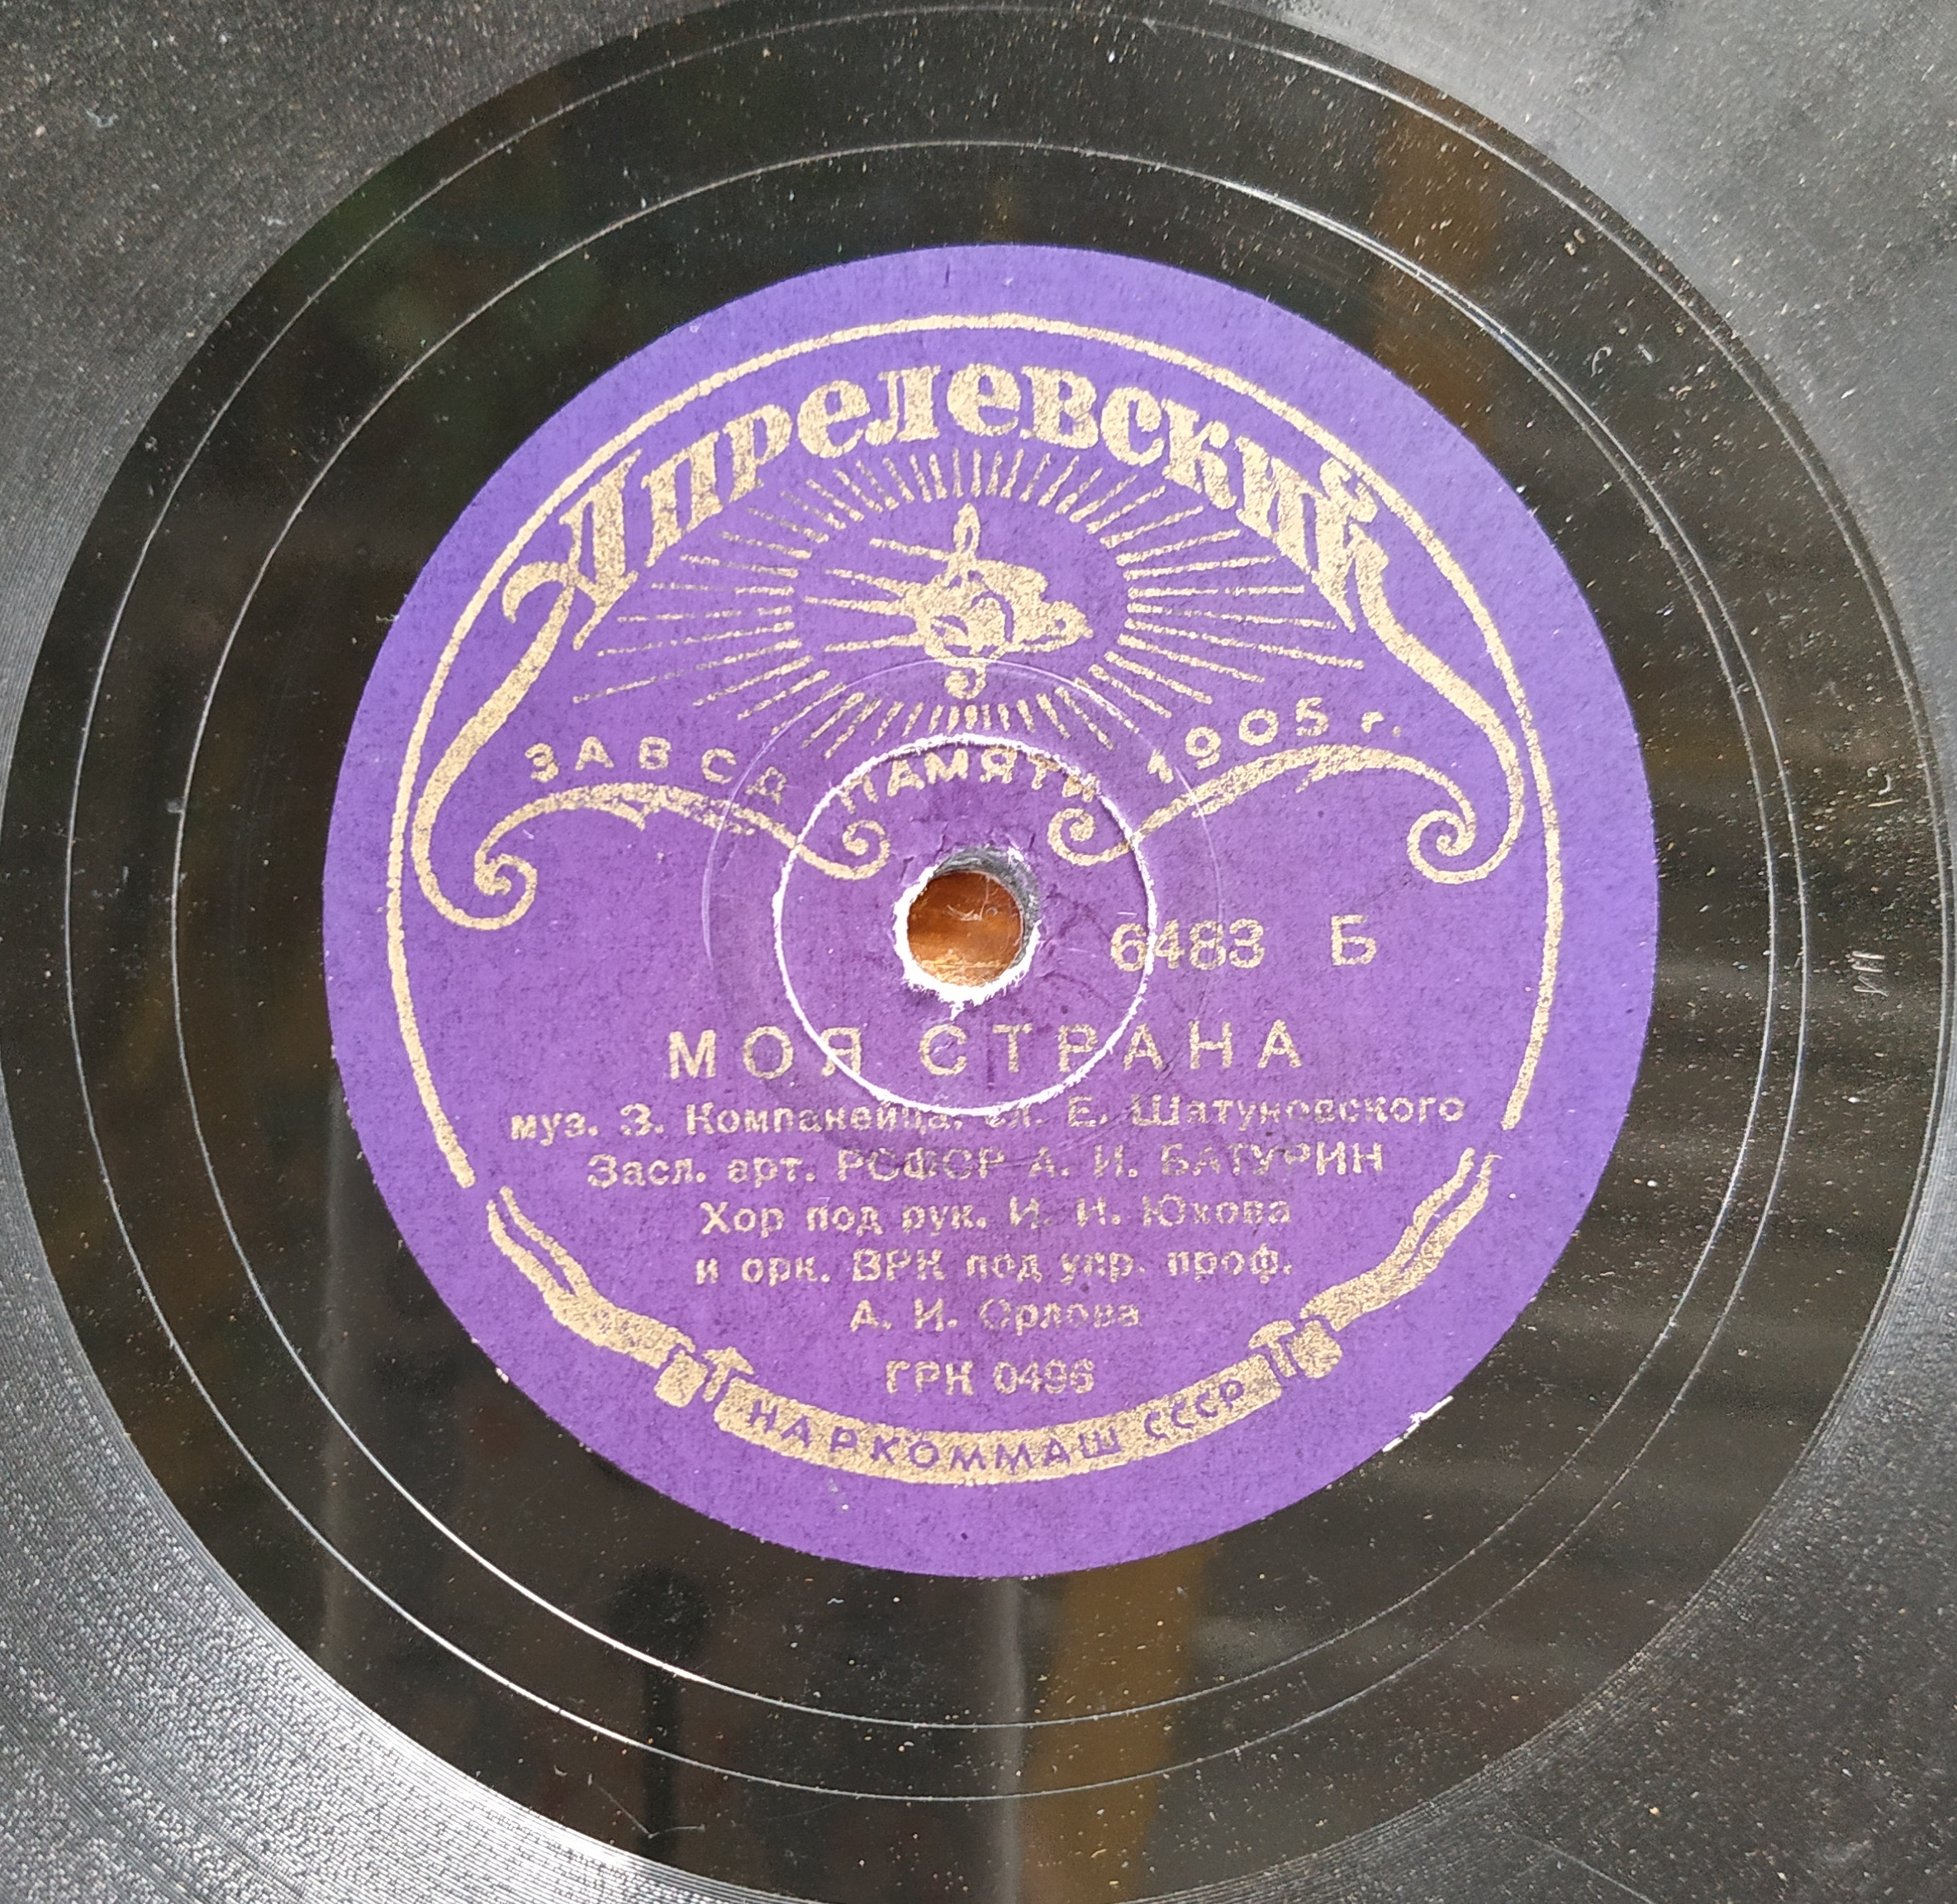 Апрелевский
ЗАВОД ПАМЯТИ 1905 г.
6483 Б
МОЯ СТРАНА
муз. З. Компанейца, сл. Е. Шатуновского
Засл. арт. РСФСР А. И. БАТУРИН
Хор под рук. И. И. Юхова
и орк. ВРК под упр. проф.
А. И. Орлова
ГРК 0496
НАРКОММАШ СССР